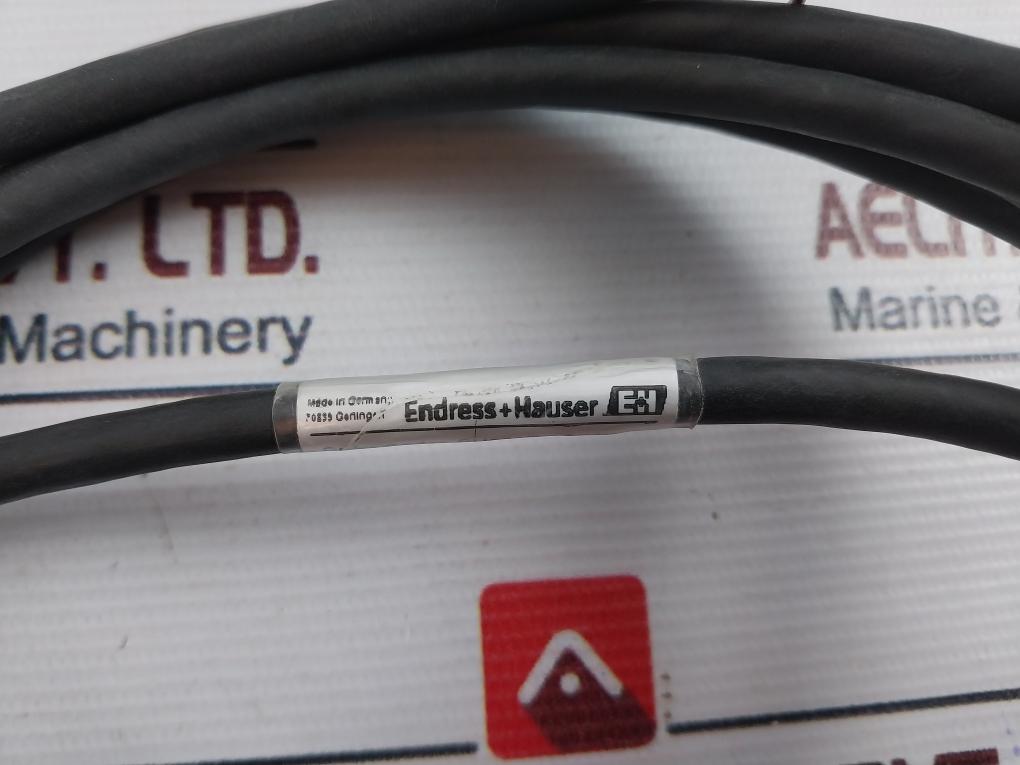 LTD.
Machinery
Marine
Made in Germany
70839 Gerlingen
Endress+Hauser E+H